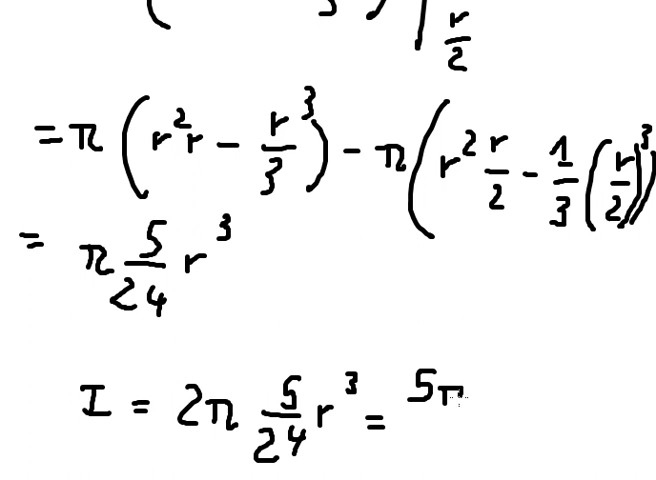 r/2
= π (r²r - r³/3) - π (r² r/2 - 1/3 (r/2)³)
= π 5/24 r³
I = 2π 5/24 r³ = 5π